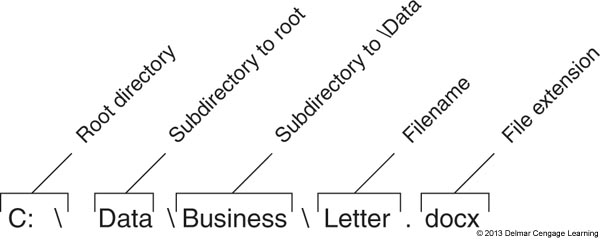 Root directory
Subdirectory to root
Subdirectory to \Data
Filename
File extension
C: \ Data \ Business \ Letter . docx
© 2013 Delmar Cengage Learning